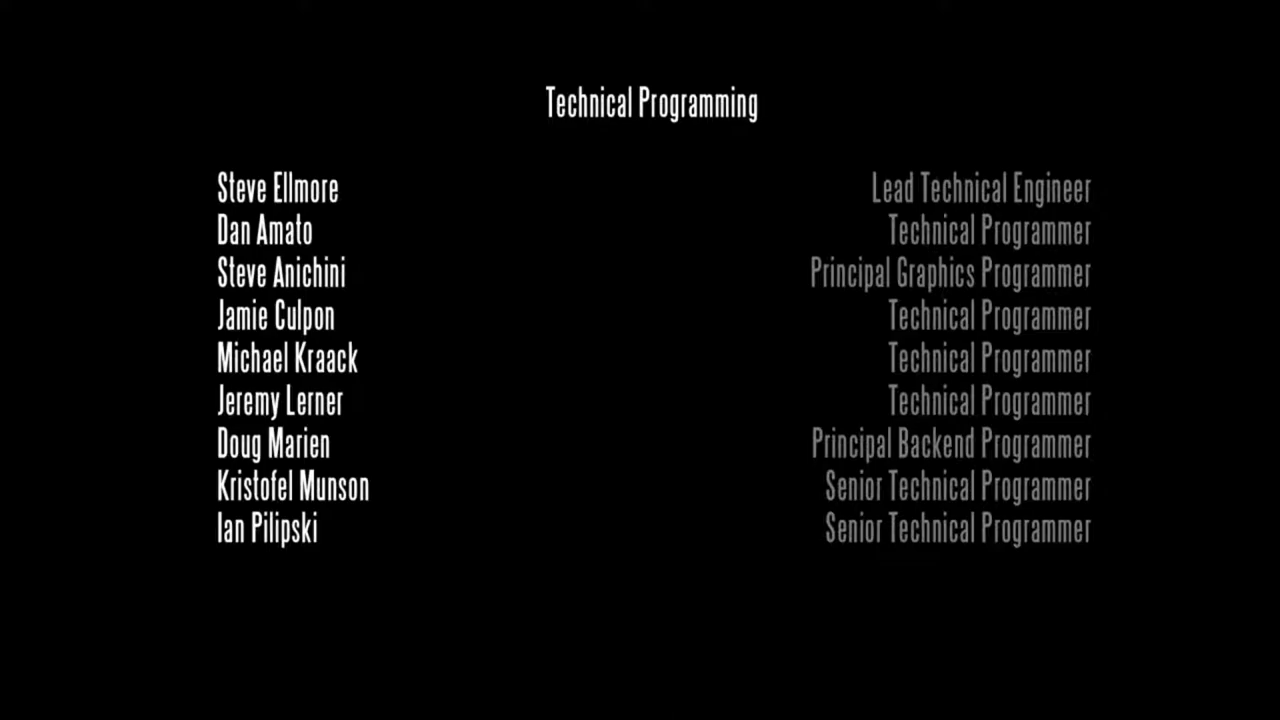 Technical Programming
Steve Ellmore Lead Technical Engineer
Dan Amato Technical Programmer
Steve Anichini Principal Graphics Programmer
Jamie Culpon Technical Programmer
Michael Kraack Technical Programmer
Jeremy Lerner Technical Programmer
Doug Marien Principal Backend Programmer
Kristofel Munson Senior Technical Programmer
Ian Pilipski Senior Technical Programmer